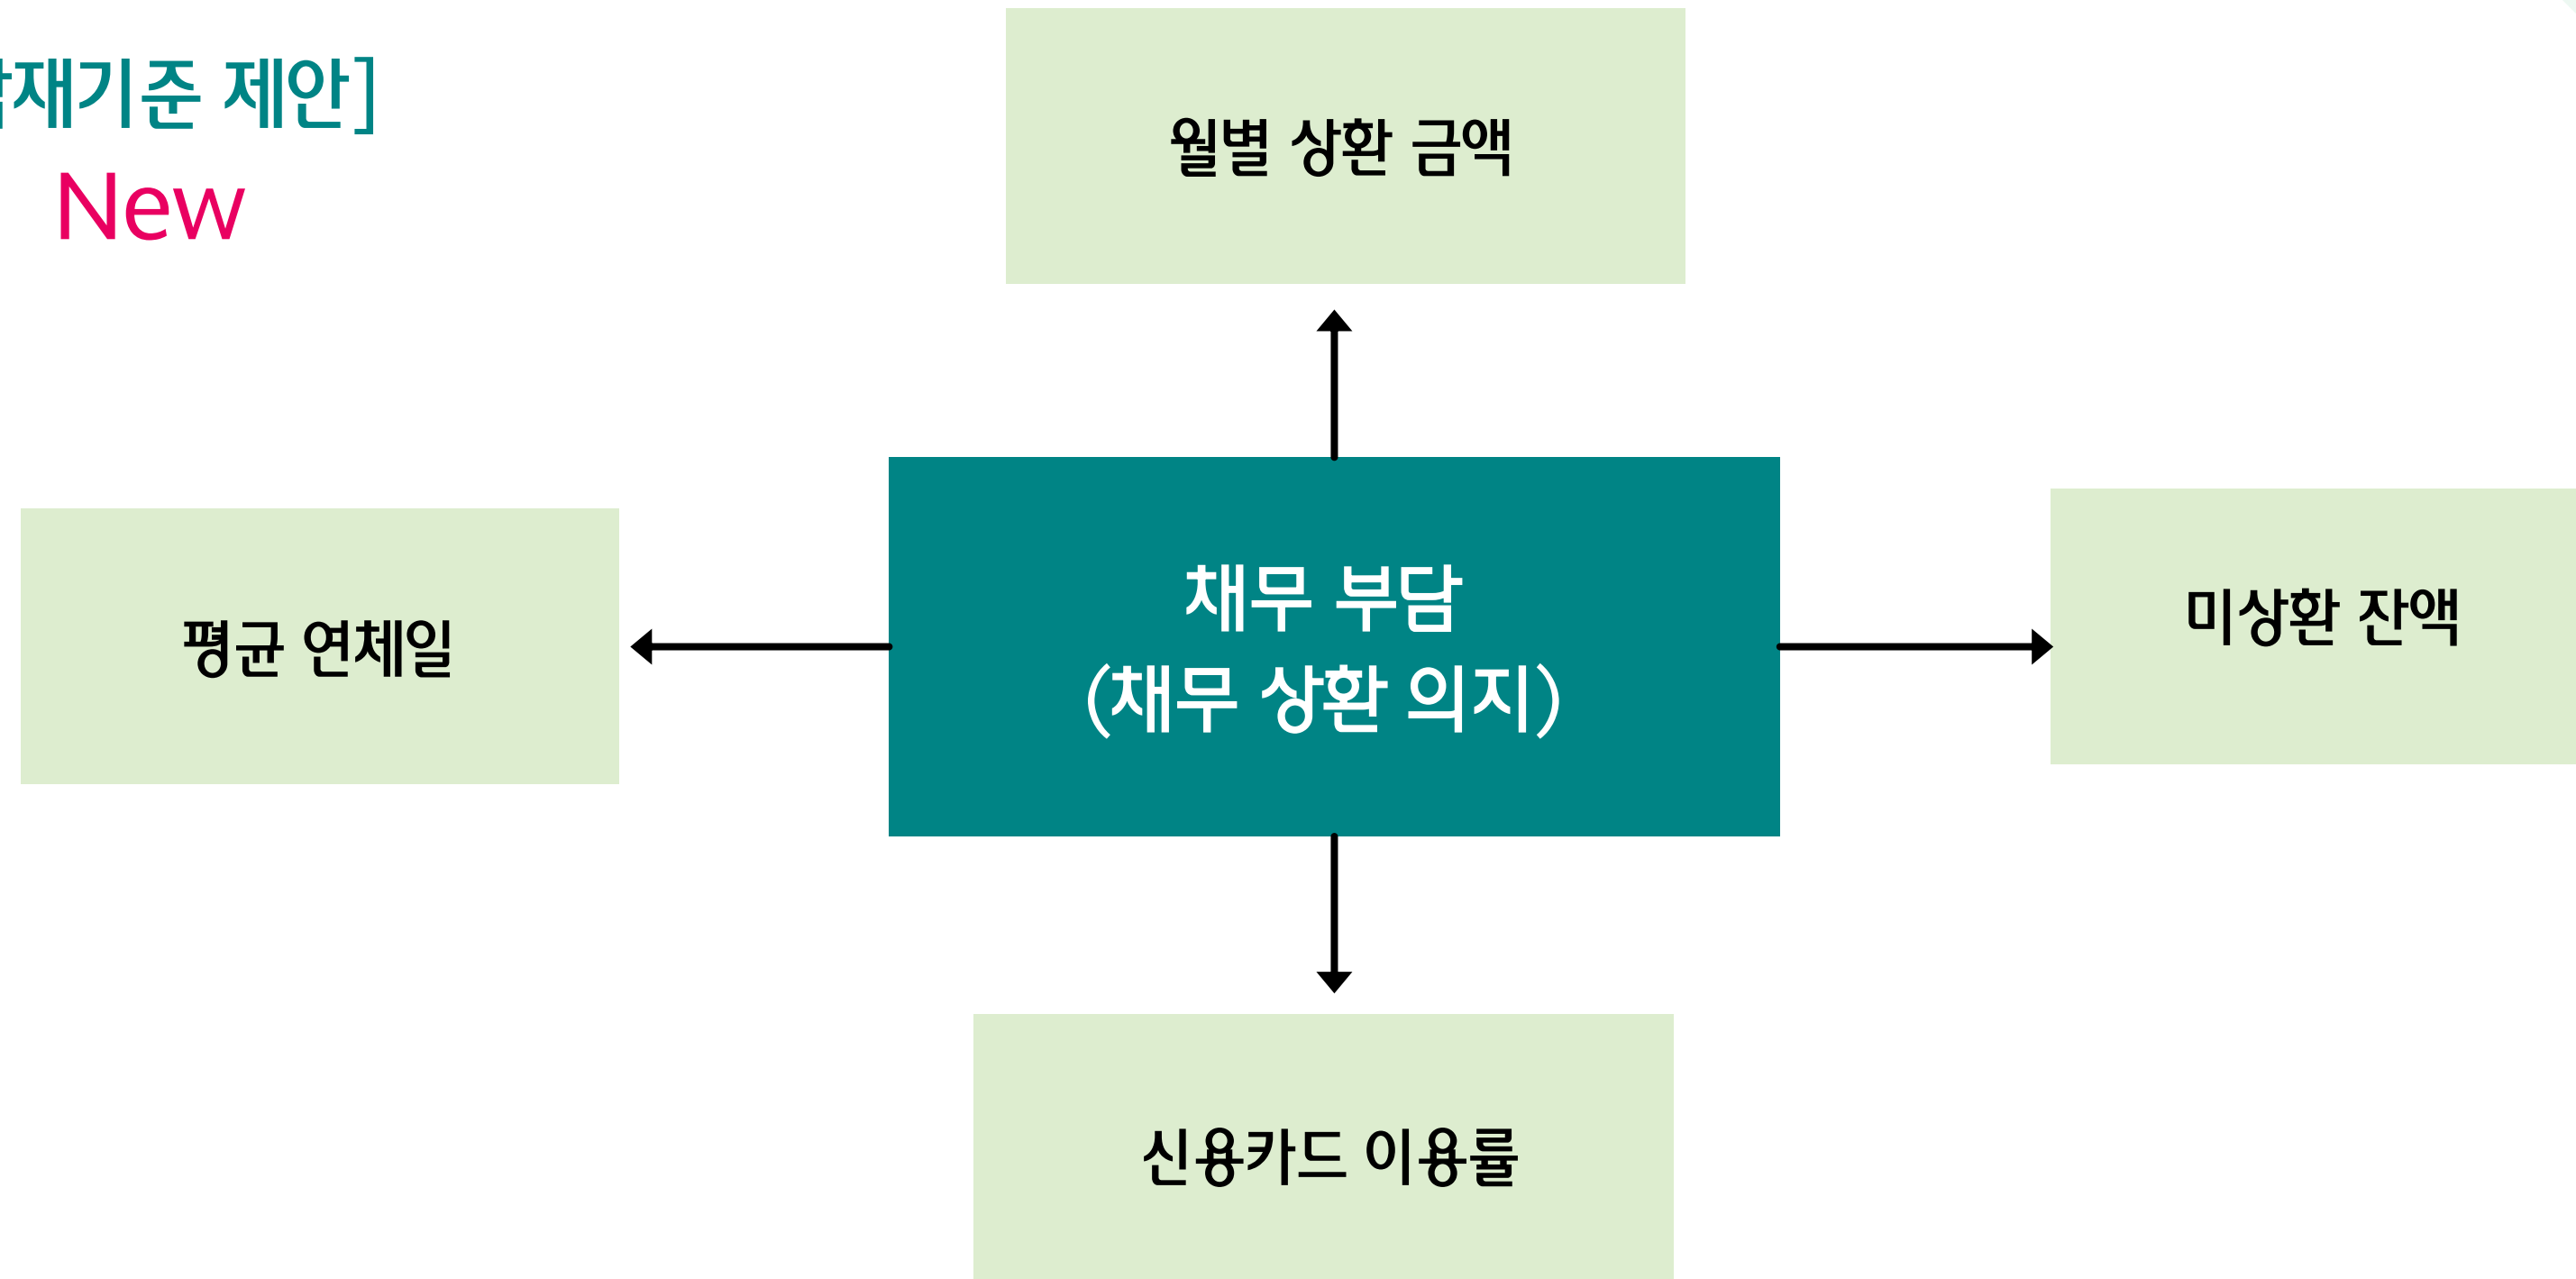 재기준 제안]
New
월별 상환 금액
평균 연체일
채무 부담
(채무 상환 의지)
미상환 잔액
신용카드 이용률